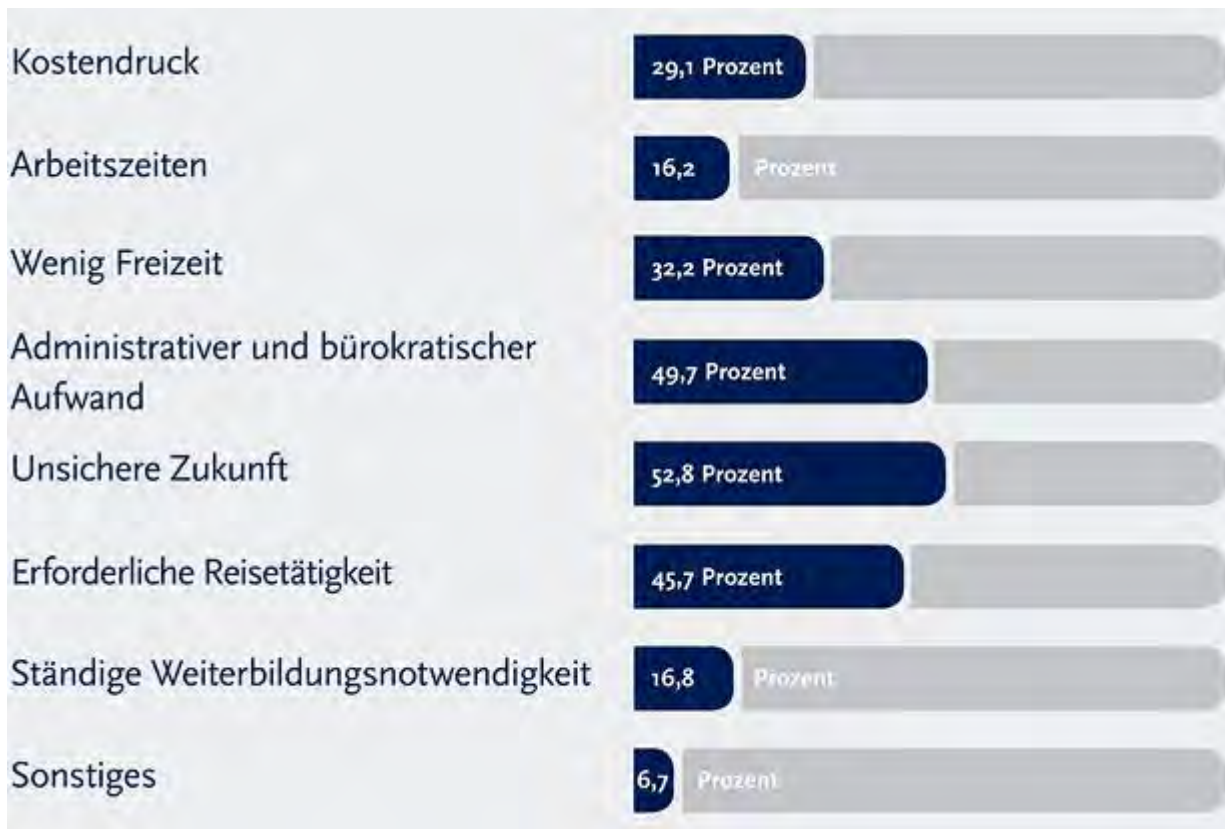 Kostendruck 29,1 Prozent
Arbeitszeiten 16,2 Prozent
Wenig Freizeit 32,2 Prozent
Administrativer und bürokratischer
Aufwand 49,7 Prozent
Unsichere Zukunft 52,8 Prozent
Erforderliche Reisetätigkeit 45,7 Prozent
Ständige Weiterbildungsnotwendigkeit 16,8 Prozent
Sonstiges 6,7 Prozent